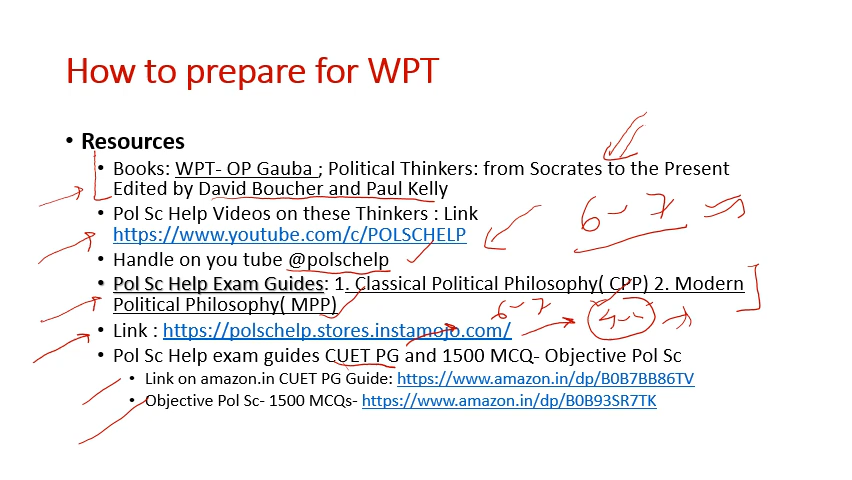 How to prepare for WPT
• Resources
• Books: WPT- OP Gauba ; Political Thinkers: from Socrates to the Present
Edited by David Boucher and Paul Kelly
6-7
• Pol Sc Help Videos on these Thinkers : Link
https://www.youtube.com/c/POLSCHELP
• Handle on you tube @polschelp
• Pol Sc Help Exam Guides: 1. Classical Political Philosophy( CPP) 2. Modern
Political Philosophy( MPP)
6-7
• Link : https://polschelp.stores.instamojo.com/
• Pol Sc Help exam guides CUET PG and 1500 MCQ- Objective Pol Sc
• Link on amazon.in CUET PG Guide: https://www.amazon.in/dp/B0B7BB86TV
• Objective Pol Sc- 1500 MCQs- https://www.amazon.in/dp/B0B93SR7TK